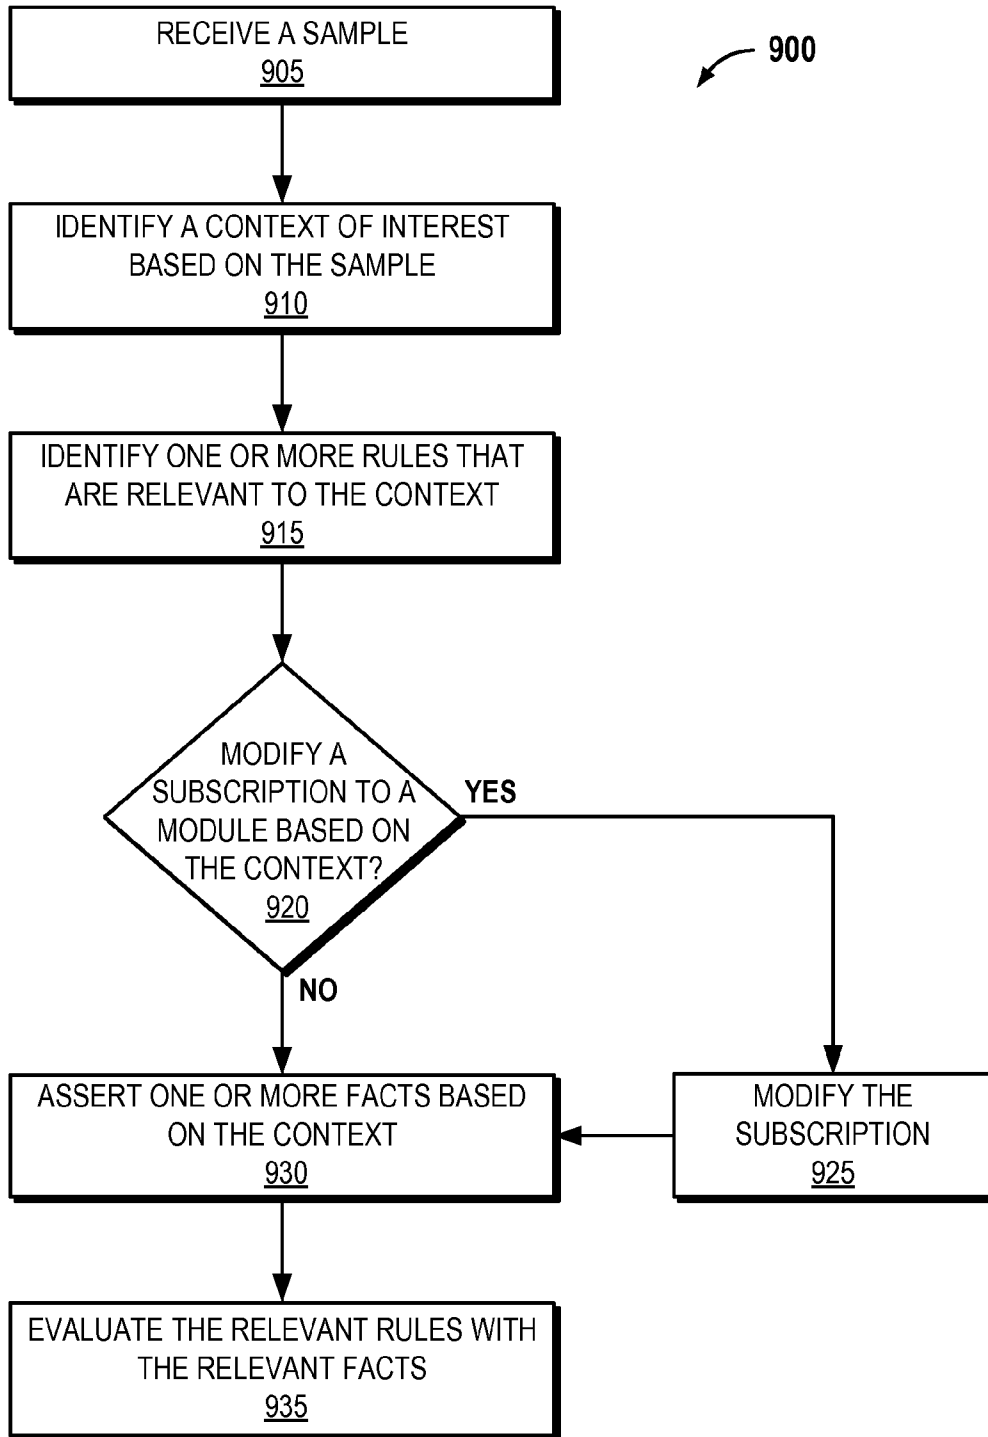 RECEIVE A SAMPLE
905
900
IDENTIFY A CONTEXT OF INTEREST
BASED ON THE SAMPLE
910
IDENTIFY ONE OR MORE RULES THAT
ARE RELEVANT TO THE CONTEXT
915
MODIFY A
SUBSCRIPTION TO A
MODULE BASED ON
THE CONTEXT?
920
YES
NO
ASSERT ONE OR MORE FACTS BASED
ON THE CONTEXT
930
MODIFY THE
SUBSCRIPTION
925
EVALUATE THE RELEVANT RULES WITH
THE RELEVANT FACTS
935